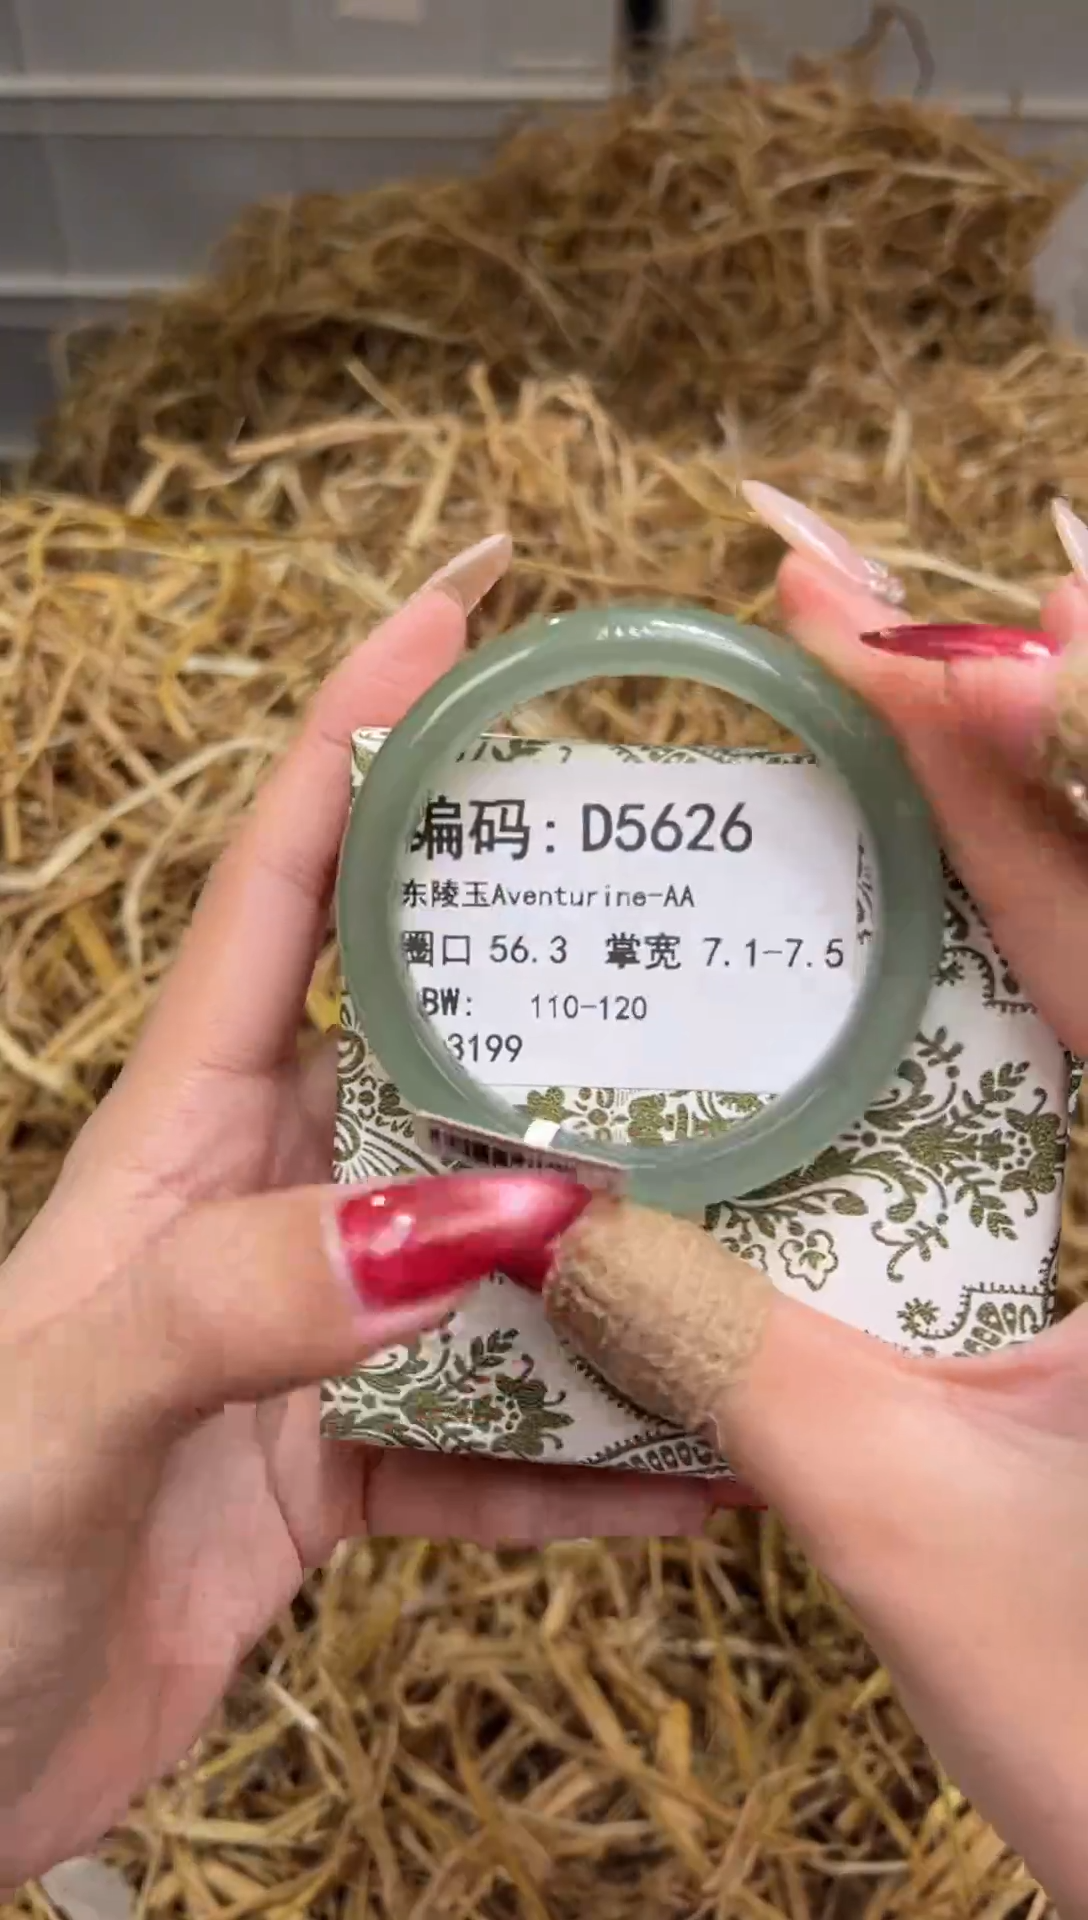 编码: D5626
东陵玉Aventurine-AA
圈口 56.3 掌宽 7.1-7.5
BW: 110-120
3199